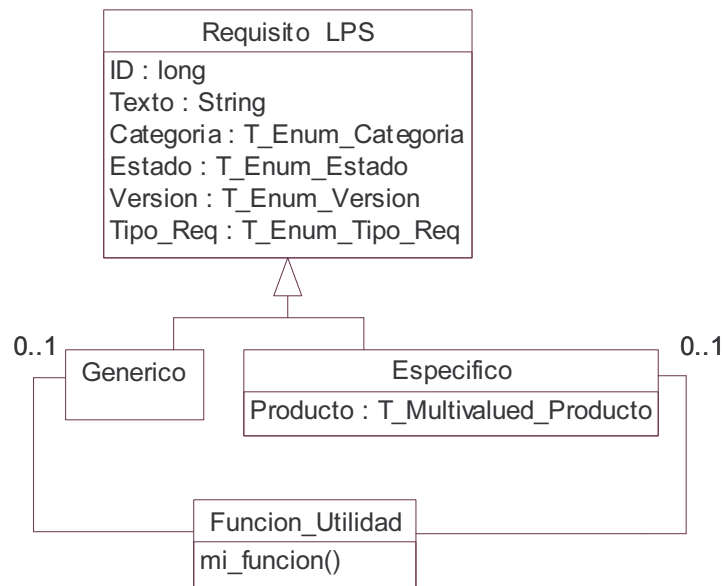 Requisito LPS
ID : long
Texto : String
Categoria : T_Enum_Categoria
Estado : T_Enum_Estado
Version : T_Enum_Version
Tipo_Req : T_Enum_Tipo_Req
0..1
0..1
Generico
Especifico
Producto : T_Multivalued_Producto
Funcion_Utilidad
mi_funcion()